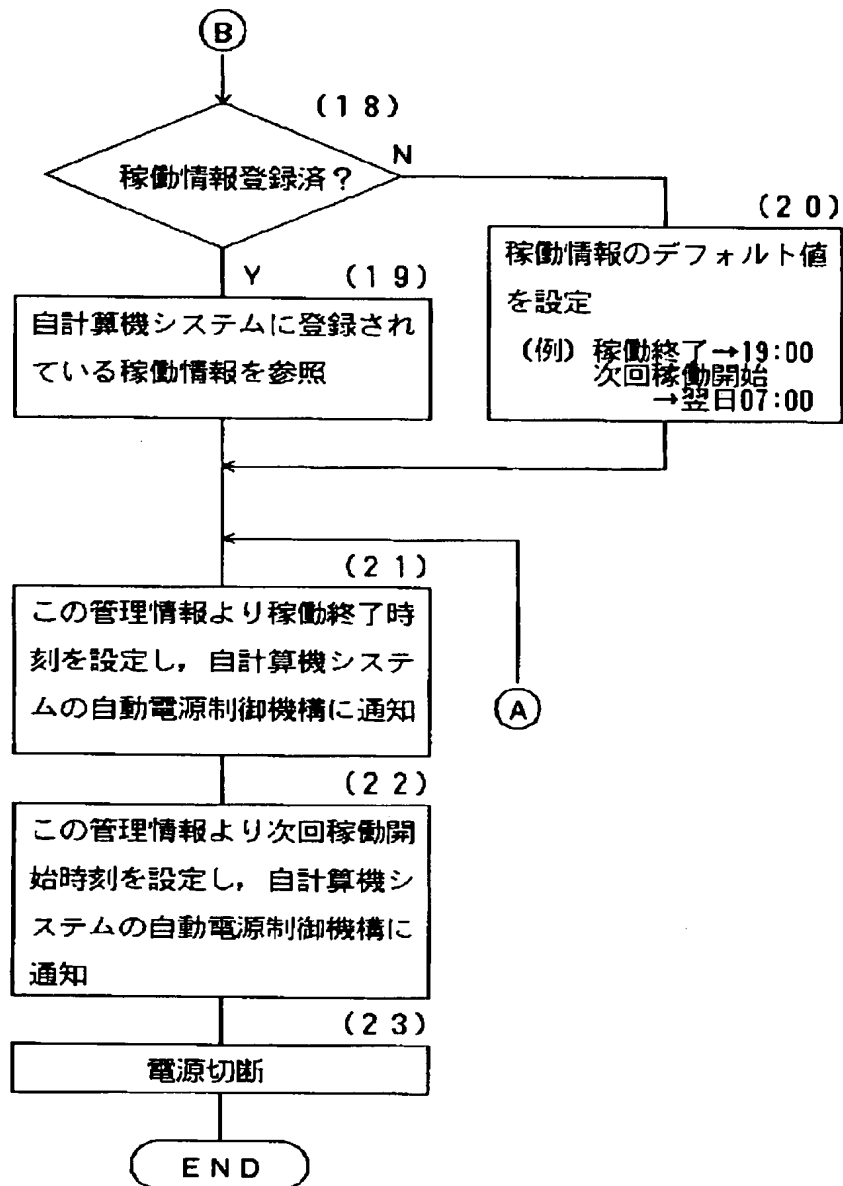 B
(18)
稼働情報登録済?
N
Y
(19)
自計算機システムに登録され
ている稼働情報を参照
(20)
稼働情報のデフォルト値
を設定
(例) 稼働終了→19:00
次回稼働開始
→翌日07:00
(21)
この管理情報より稼働終了時
刻を設定し,自計算機システ
ムの自動電源制御機構に通知
A
(22)
この管理情報より次回稼働開
始時刻を設定し,自計算機シ
ステムの自動電源制御機構に
通知
(23)
電源切断
END